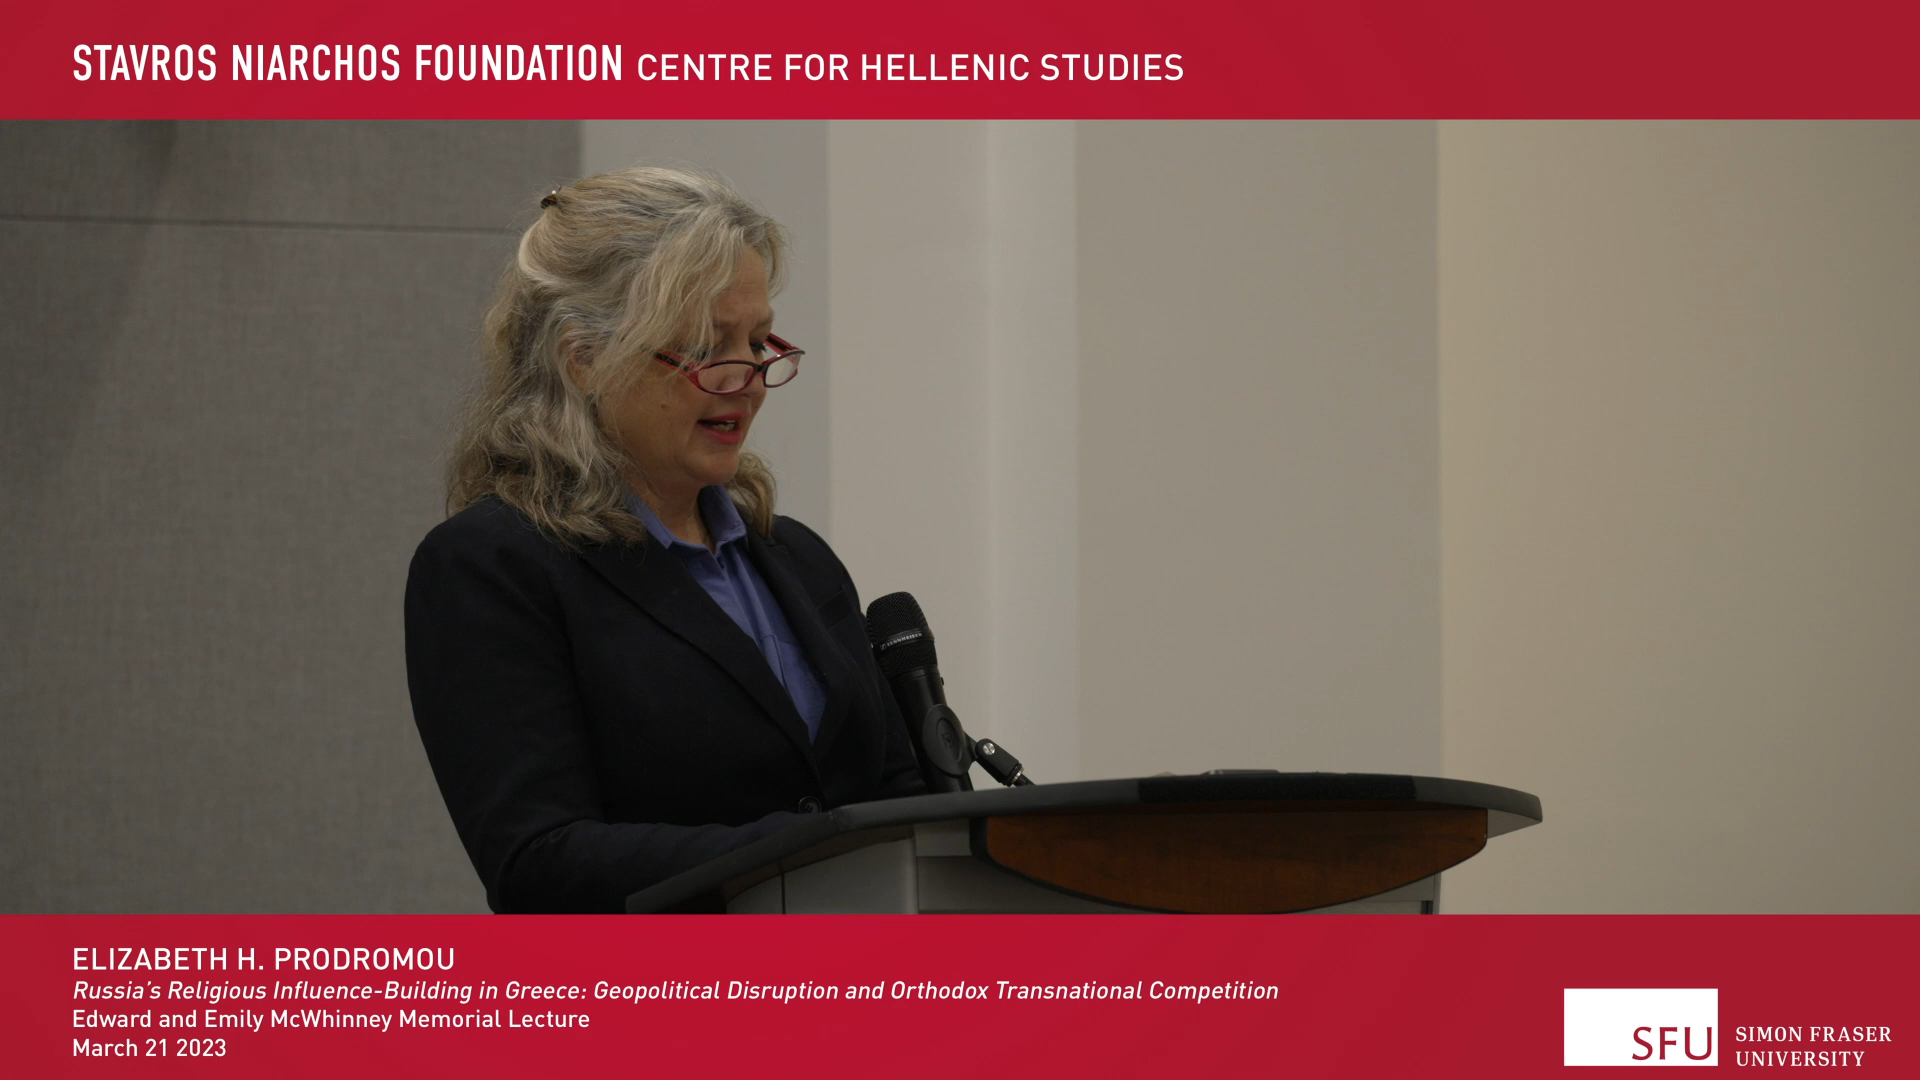 STAVROS NIARCHOS FOUNDATION CENTRE FOR HELLENIC STUDIES
SENNHEISER
ELIZABETH H. PRODROMOU
Russia's Religious Influence-Building in Greece: Geopolitical Disruption and Orthodox Transnational Competition
Edward and Emily McWhinney Memorial Lecture
March 21 2023
SFU
SIMON FRASER
UNIVERSITY